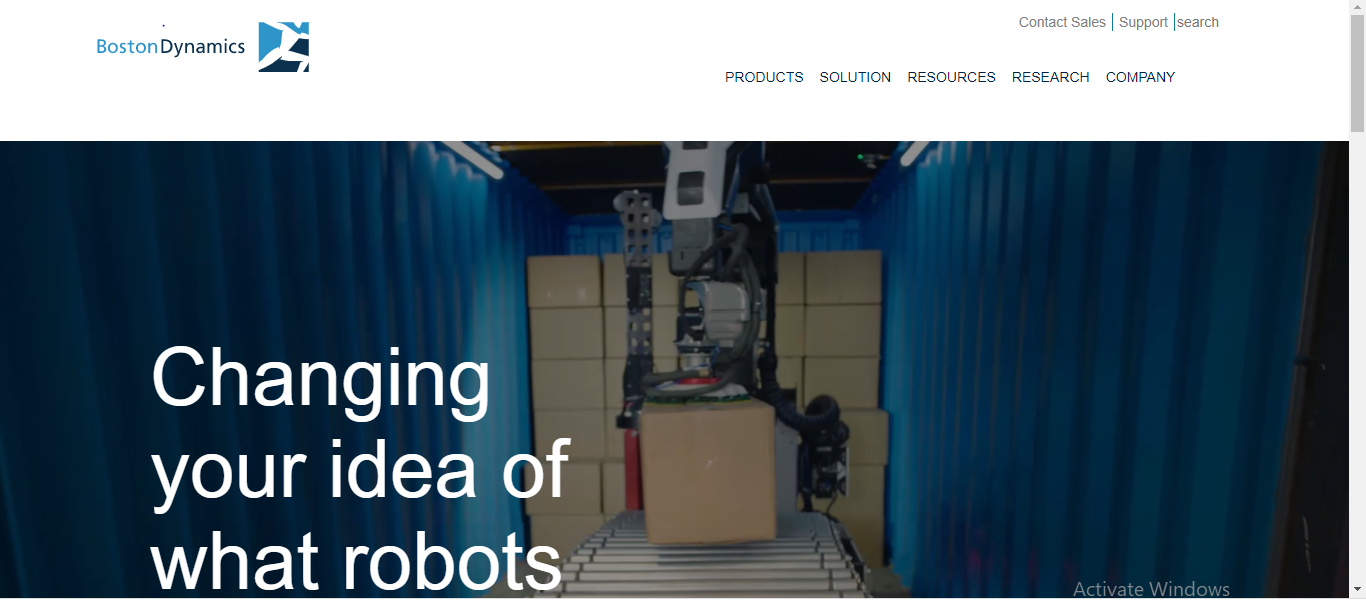 Contact Sales Support search
BostonDynamics
PRODUCTS SOLUTION RESOURCES RESEARCH COMPANY
Changing
your idea of
what robots
Activate Windows